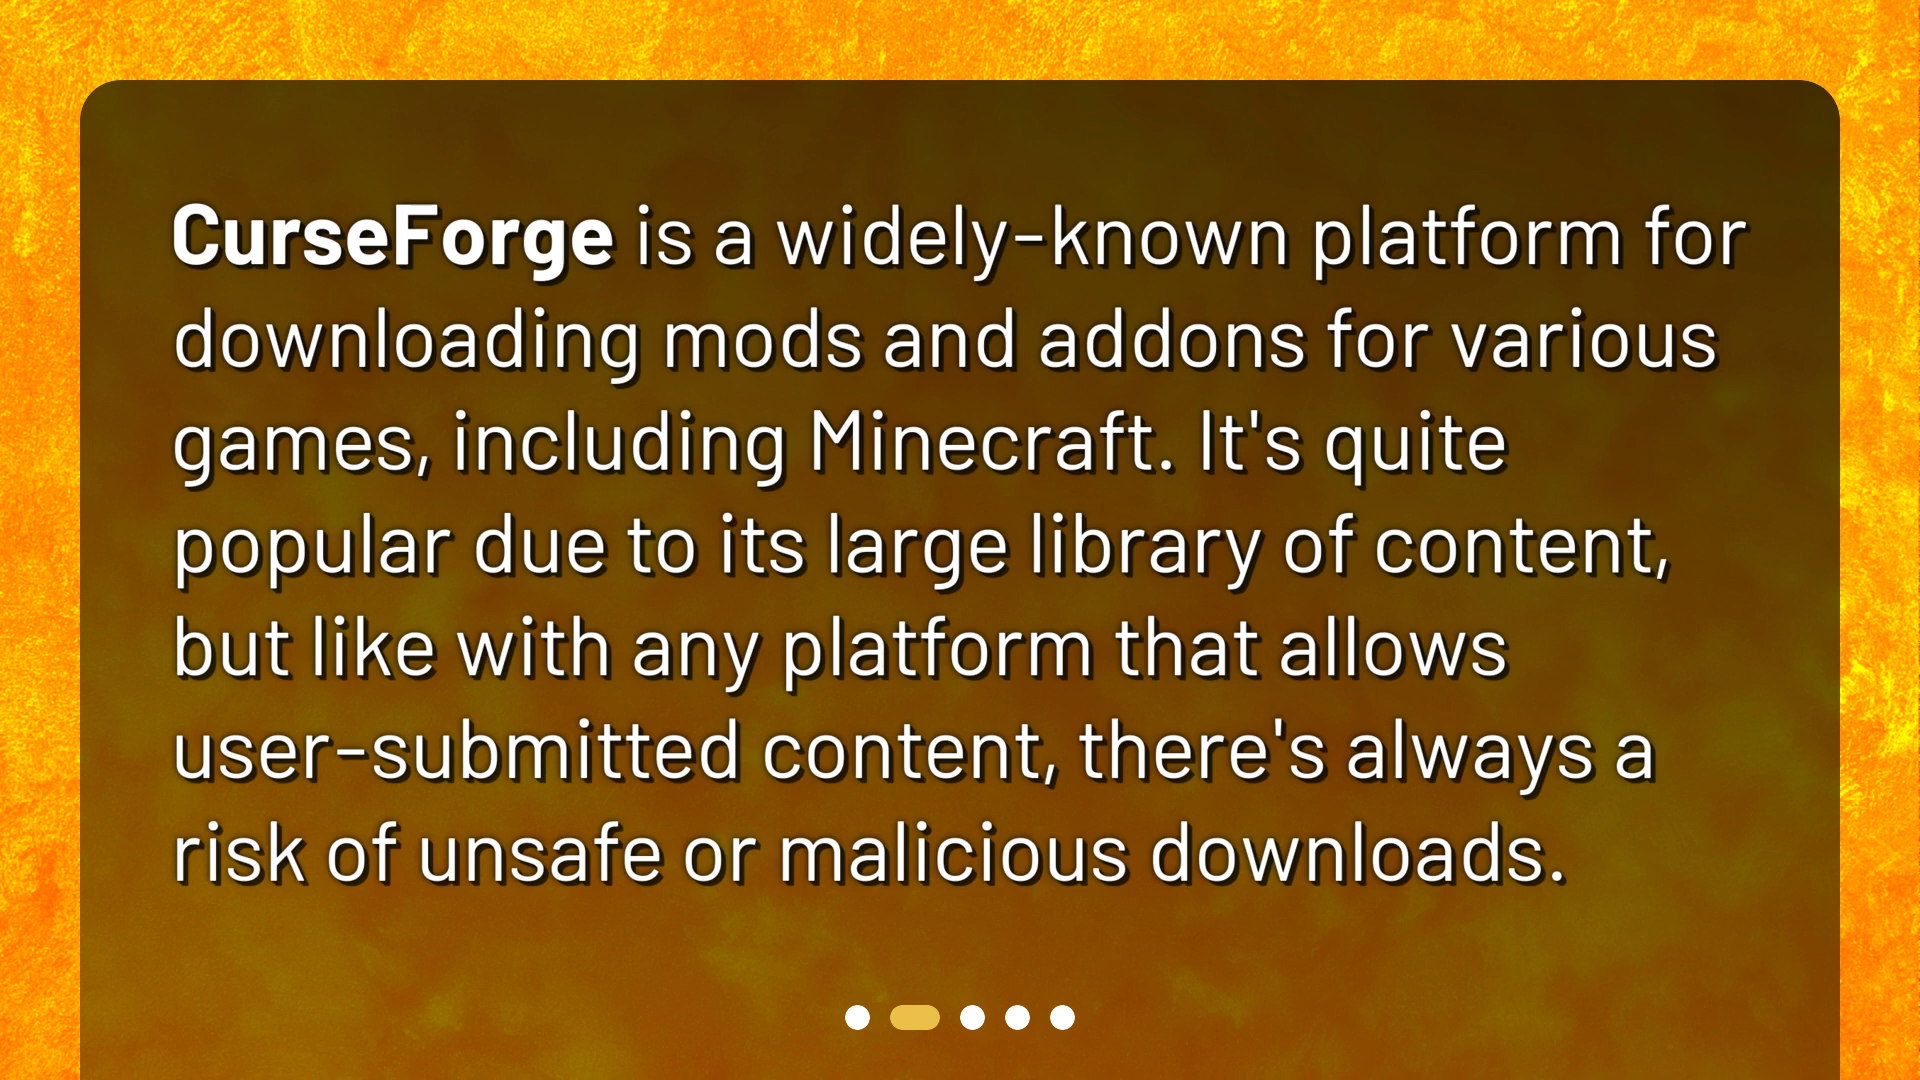 CurseForge is a widely-known platform for
downloading mods and addons for various
games, including Minecraft. It's quite
popular due to its large library of content,
but like with any platform that allows
user-submitted content, there's always a
risk of unsafe or malicious downloads.